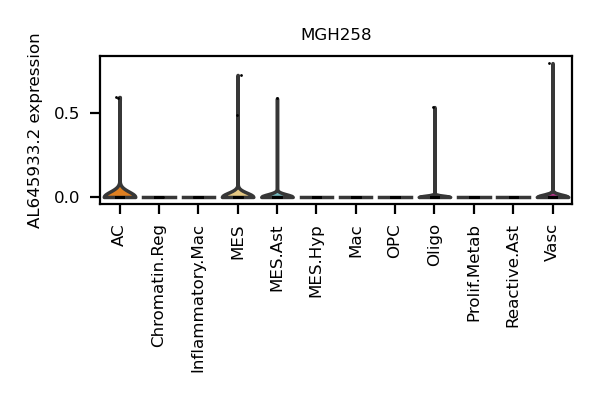 MGH258
AL645933.2 expression
0.5
0.0
AC
Chromatin.Reg
Inflammatory.Mac
MES
MES.Ast
MES.Hyp
Mac
OPC
Oligo
Prolif.Metab
Reactive.Ast
Vasc